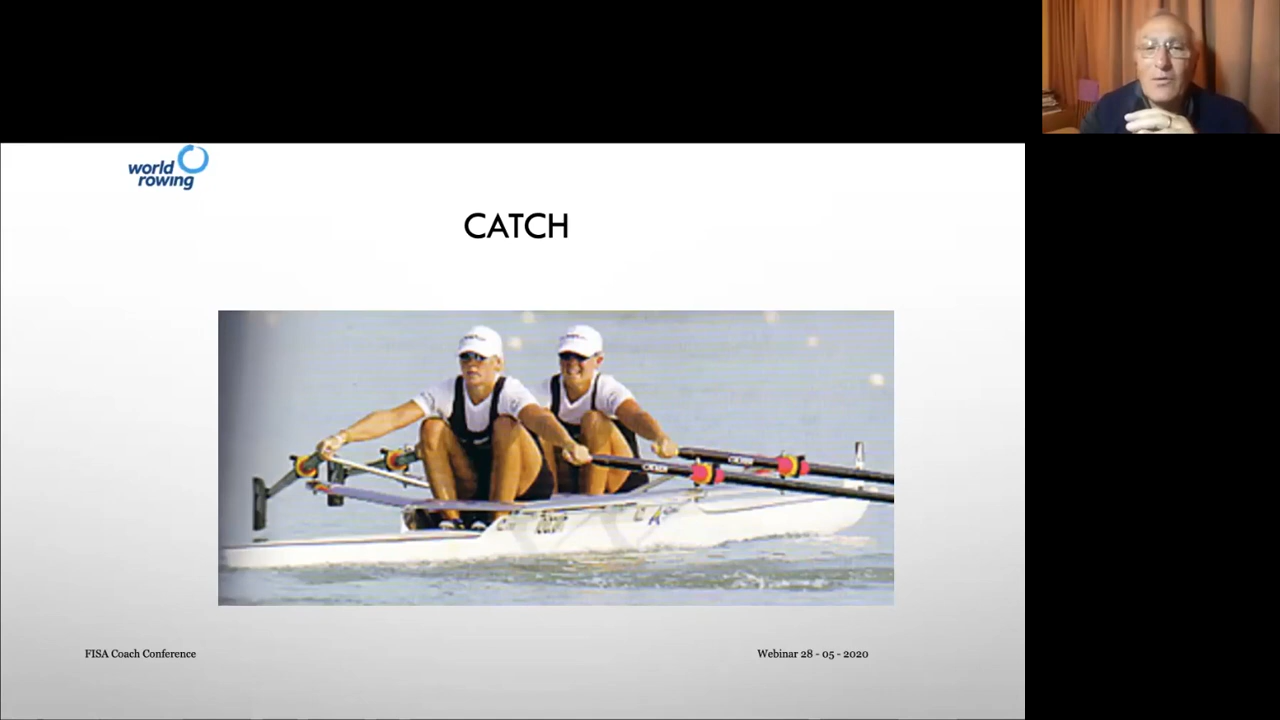 world
rowing
CATCH
FISA Coach Conference
Webinar 28 - 05 - 2020